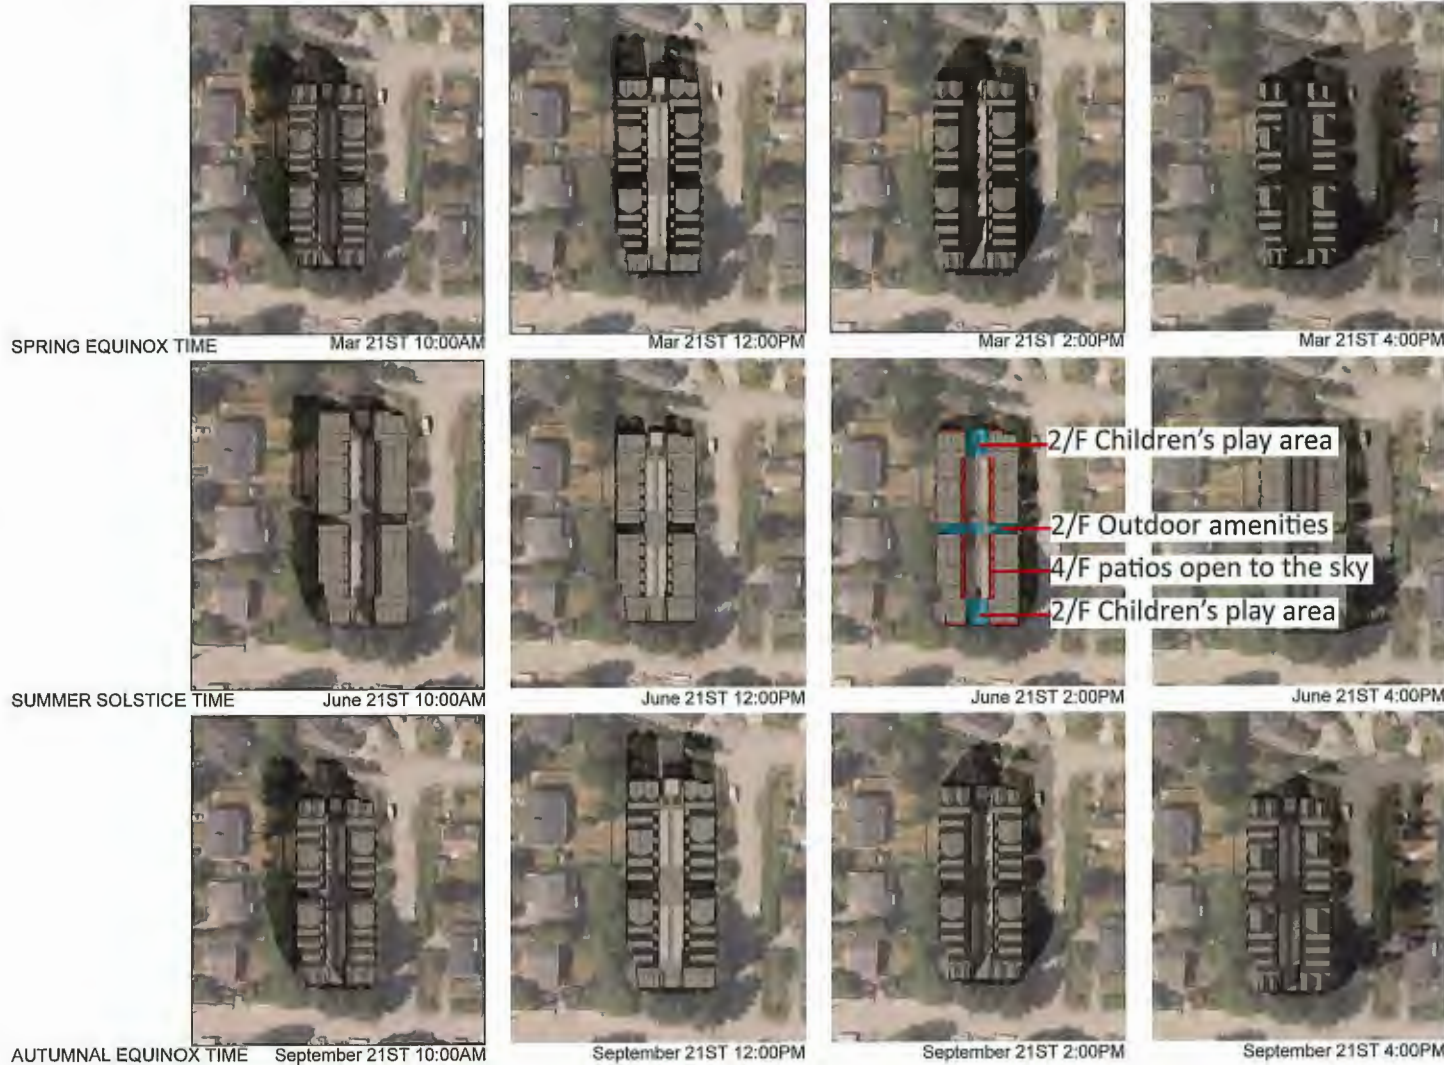 SPRING EQUINOX TIME
Mar 21ST 10:00AM
Mar 21ST 12:00PM
Mar 21ST 2:00PM
Mar 21ST 4:00PM
2/F Children's play area
2/F Outdoor amenities
4/F patios open to the sky
2/F Children's play area
SUMMER SOLSTICE TIME
June 21ST 10:00AM
June 21ST 12:00PM
June 21ST 2:00PM
June 21ST 4:00PM
AUTUMNAL EQUINOX TIME
September 21ST 10:00AM
September 21ST 12:00PM
September 21ST 2:00PM
September 21ST 4:00PM